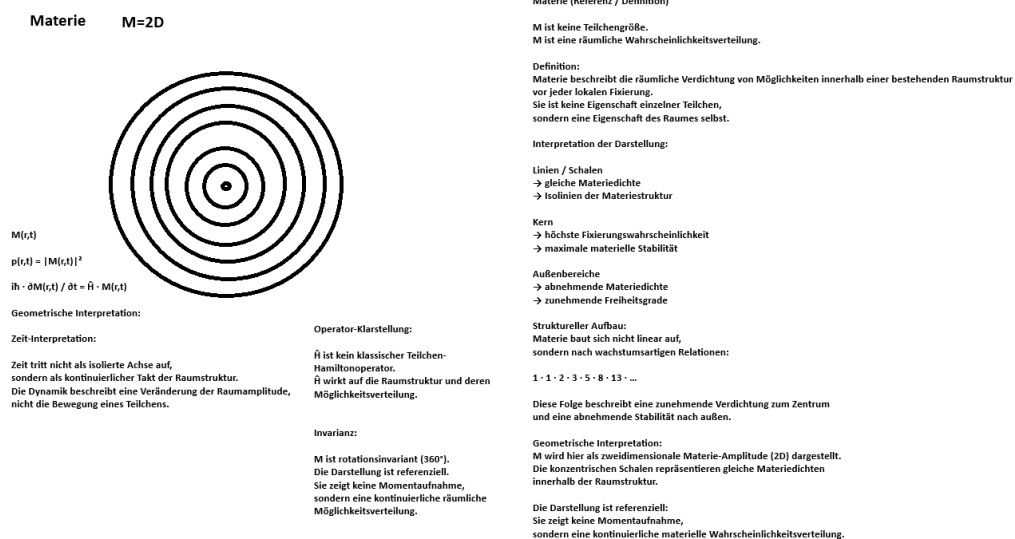 Materie M=2D
M(r,t)
p(r,t) = |M(r,t)|²
iħ · ∂M(r,t) / ∂t = Ĥ · M(r,t)
Geometrische Interpretation:
Zeit-Interpretation:
Zeit tritt nicht als isolierte Achse auf,
sondern als kontinuierlicher Takt der Raumstruktur.
Die Dynamik beschreibt eine Veränderung der Raumamplitude,
nicht die Bewegung eines Teilchens.
Operator-Klarstellung:
Ĥ ist kein klassischer Teilchen-
Hamiltonoperator.
Ĥ wirkt auf die Raumstruktur und deren
Möglichkeitsverteilung.
Invarianz:
M ist rotationsinvariant (360°).
Die Darstellung ist referenziell.
Sie zeigt keine Momentaufnahme,
sondern eine kontinuierliche räumliche
Möglichkeitsverteilung.
Materie (Referenz / Definition)
M ist keine Teilchengröße.
M ist eine räumliche Wahrscheinlichkeitsverteilung.
Definition:
Materie beschreibt die räumliche Verdichtung von Möglichkeiten innerhalb einer bestehenden Raumstruktur
vor jeder lokalen Fixierung.
Sie ist keine Eigenschaft einzelner Teilchen,
sondern eine Eigenschaft des Raumes selbst.
Interpretation der Darstellung:
Linien / Schalen
→ gleiche Materiedichte
→ Isolinien der Materiestruktur
Kern
→ höchste Fixierungswahrscheinlichkeit
→ maximale materielle Stabilität
Außenbereiche
→ abnehmende Materiedichte
→ zunehmende Freiheitsgrade
Struktureller Aufbau:
Materie baut sich nicht linear auf,
sondern nach wachstumsartigen Relationen:
1 · 1 · 2 · 3 · 5 · 8 · 13 · ...
Diese Folge beschreibt eine zunehmende Verdichtung zum Zentrum
und eine abnehmende Stabilität nach außen.
Geometrische Interpretation:
M wird hier als zweidimensionale Materie-Amplitude (2D) dargestellt.
Die konzentrischen Schalen repräsentieren gleiche Materiedichten
innerhalb der Raumstruktur.
Die Darstellung ist referenziell:
Sie zeigt keine Momentaufnahme,
sondern eine kontinuierliche materielle Wahrscheinlichkeitsverteilung.